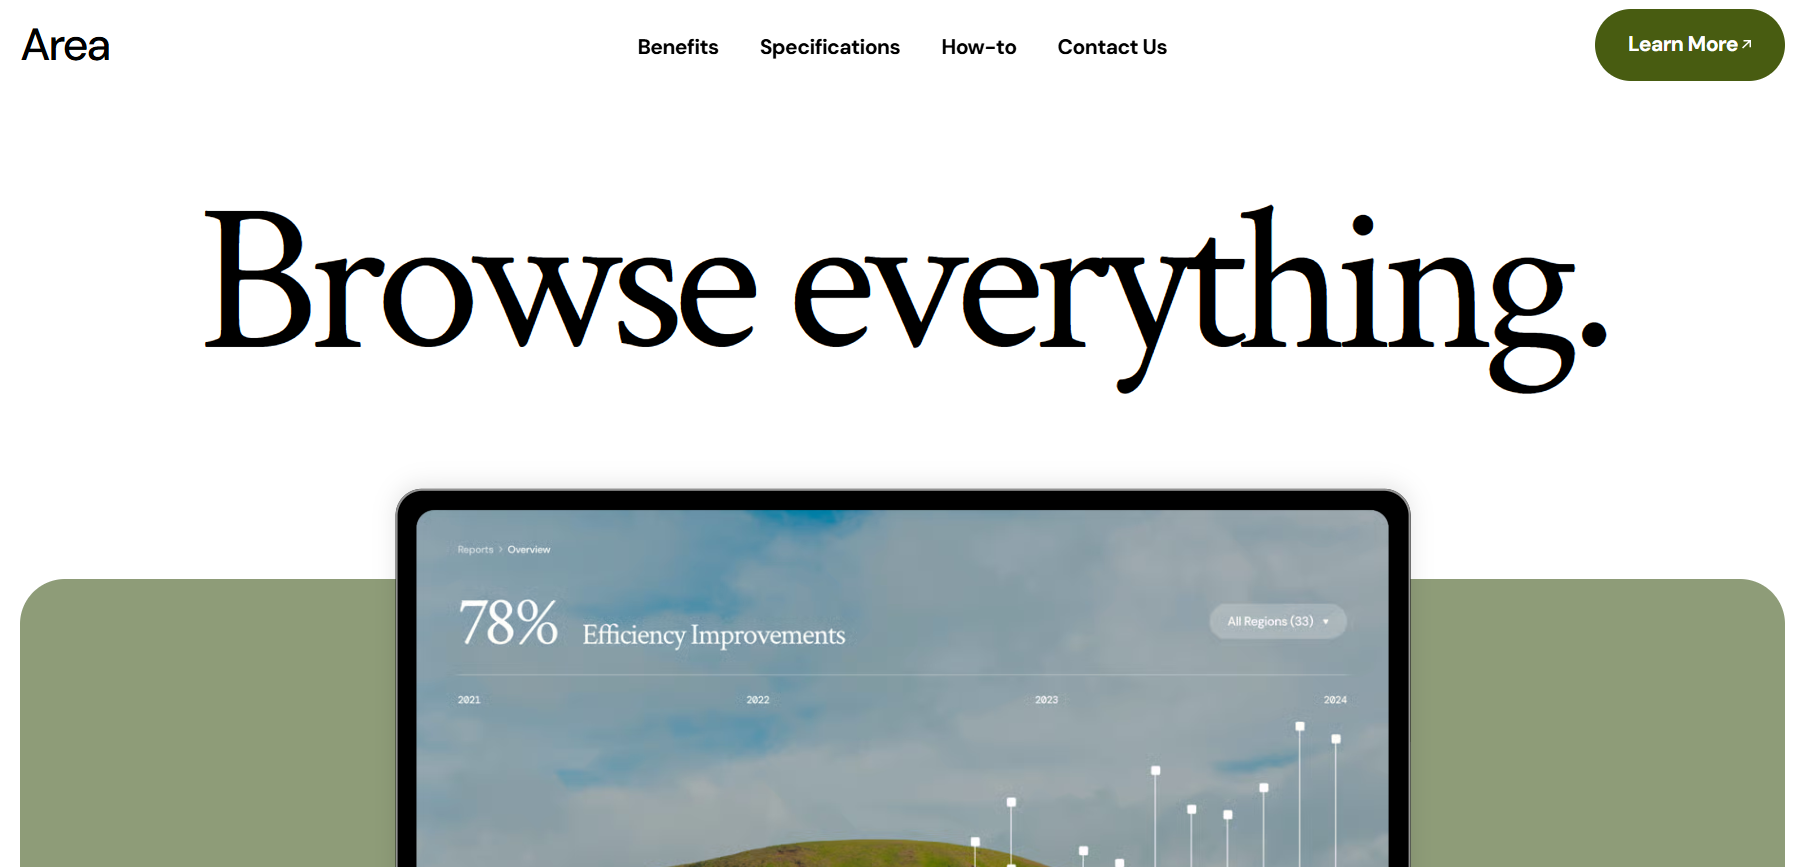 Area
Benefits Specifications How-to Contact Us
Learn More
Browse everything.
Reports > Overview
78% Efficiency Improvements
All Regions (33)
2021 2022 2023 2024